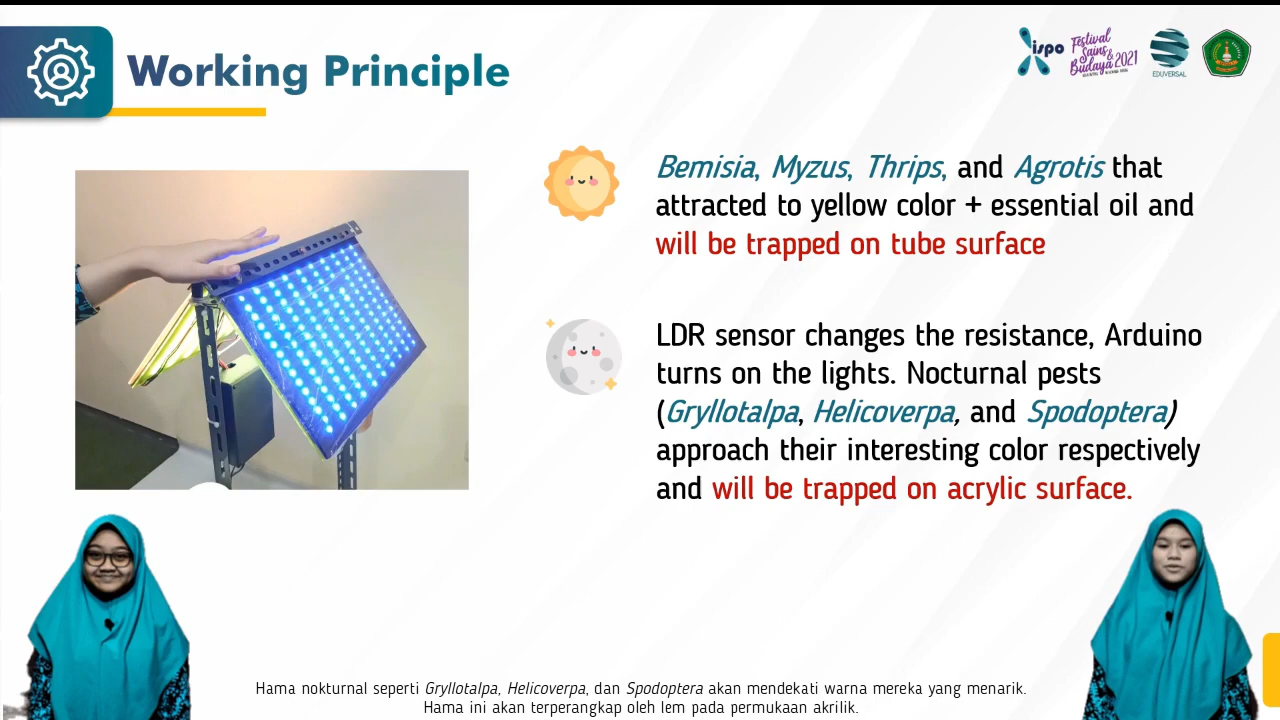 Working Principle
ispo
Festival
Sains &
Budaya 2021
EDUVERSAL
Bemisia, Myzus, Thrips, and Agrotis that
attracted to yellow color + essential oil and
will be trapped on tube surface
LDR sensor changes the resistance, Arduino
turns on the lights. Nocturnal pests
(Gryllotalpa, Helicoverpa, and Spodoptera)
approach their interesting color respectively
and will be trapped on acrylic surface.
Hama nokturnal seperti Gryllotalpa, Helicoverpa, dan Spodoptera akan mendekati warna mereka yang menarik.
Hama ini akan terperangkap oleh lem pada permukaan akrilik.